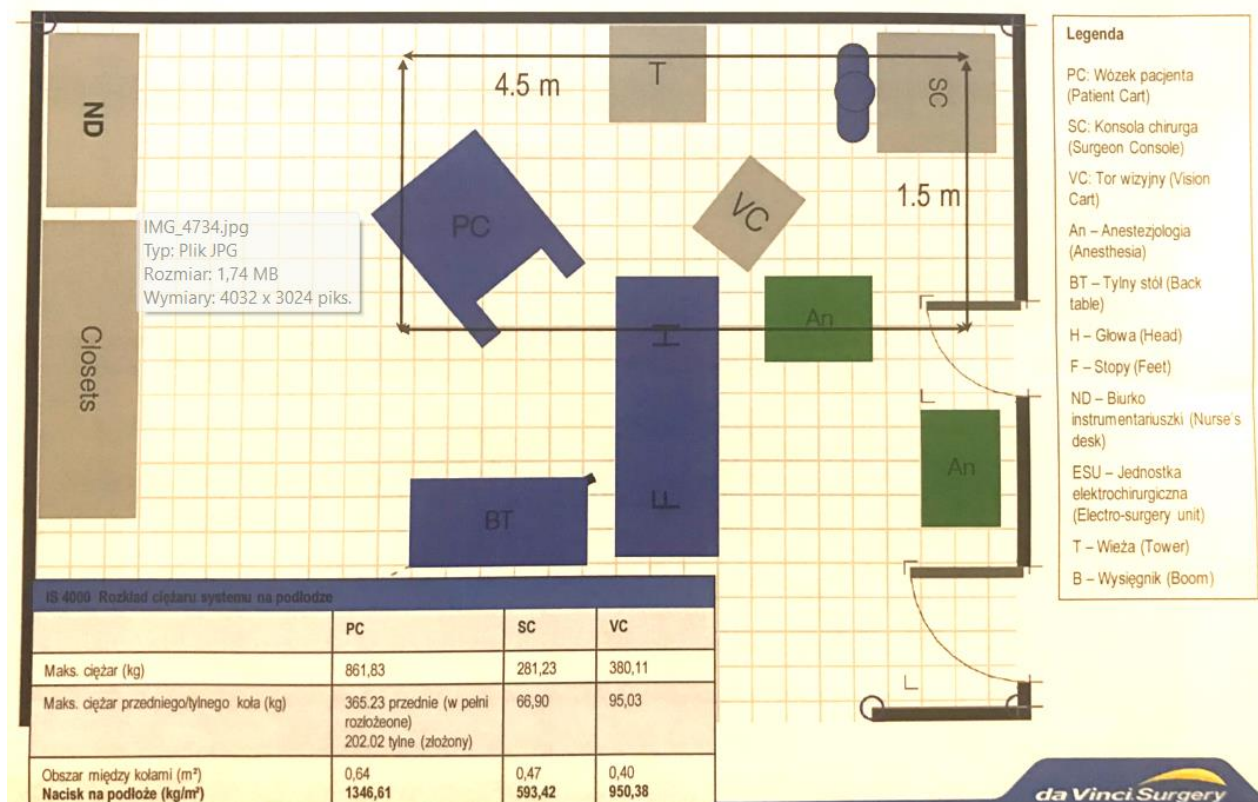 4.5 m
T
SC
ND
PC
VC
1.5 m
IMG_4734.jpg
Typ: Plik JPG
Rozmiar: 1,74 MB
Wymiary: 4032 x 3024 piks.
Closets
H
An
F
An
BT
Legenda
PC: Wózek pacjenta
(Patient Cart)
SC: Konsola chirurga
(Surgeon Console)
VC: Tor wizyjny (Vision
Cart)
An – Anestezjologia
(Anesthesia)
BT – Tylny stół (Back
table)
H – Głowa (Head)
F – Stopy (Feet)
ND – Biurko
instrumentariuszki (Nurse's
desk)
ESU – Jednostka
elektrochirurgiczna
(Electro-surgery unit)
T – Wieża (Tower)
B – Wysięgnik (Boom)
IS 4000 Rozkład ciężaru systemu na podłodze
PC SC VC
Maks. ciężar (kg) 861,83 281,23 380,11
Maks. ciężar przedniego/tylnego koła (kg) 365.23 przednie (w pełni 66,90 95,03
rozłożeone)
202.02 tylne (złożony)
Obszar między kołami (m²) 0,64 0,47 0,40
Nacisk na podłoże (kg/m²) 1346,61 593,42 950,38
da Vinci Surgery